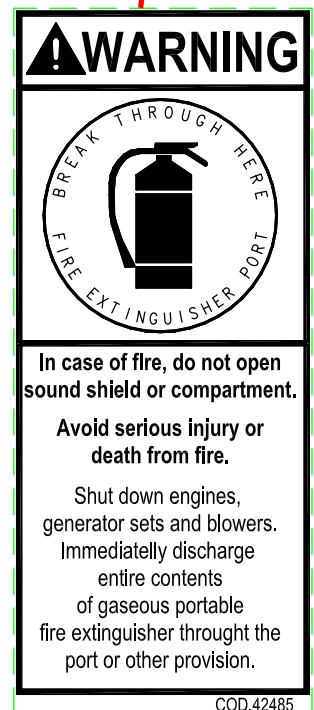 WARNING
BREAK THROUGH HERE
FIRE EXTINGUISHER PORT
In case of fire, do not open
sound shield or compartment.
Avoid serious injury or
death from fire.
Shut down engines,
generator sets and blowers.
Immediatelly discharge
entire contents
of gaseous portable
fire extinguisher throught the
port or other provision.
COD.42485